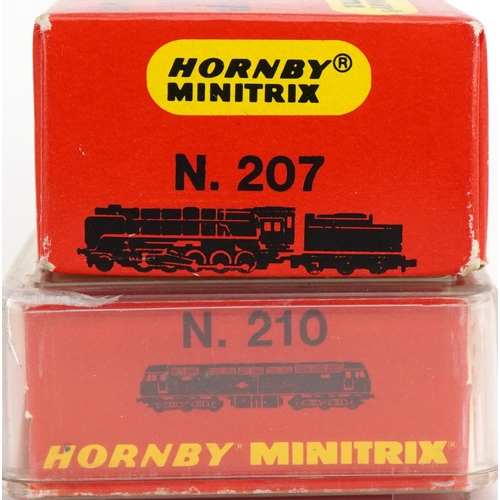 HORNBY®
MINITRIX
N. 207
N. 210
HORNBY® MINITRIX®